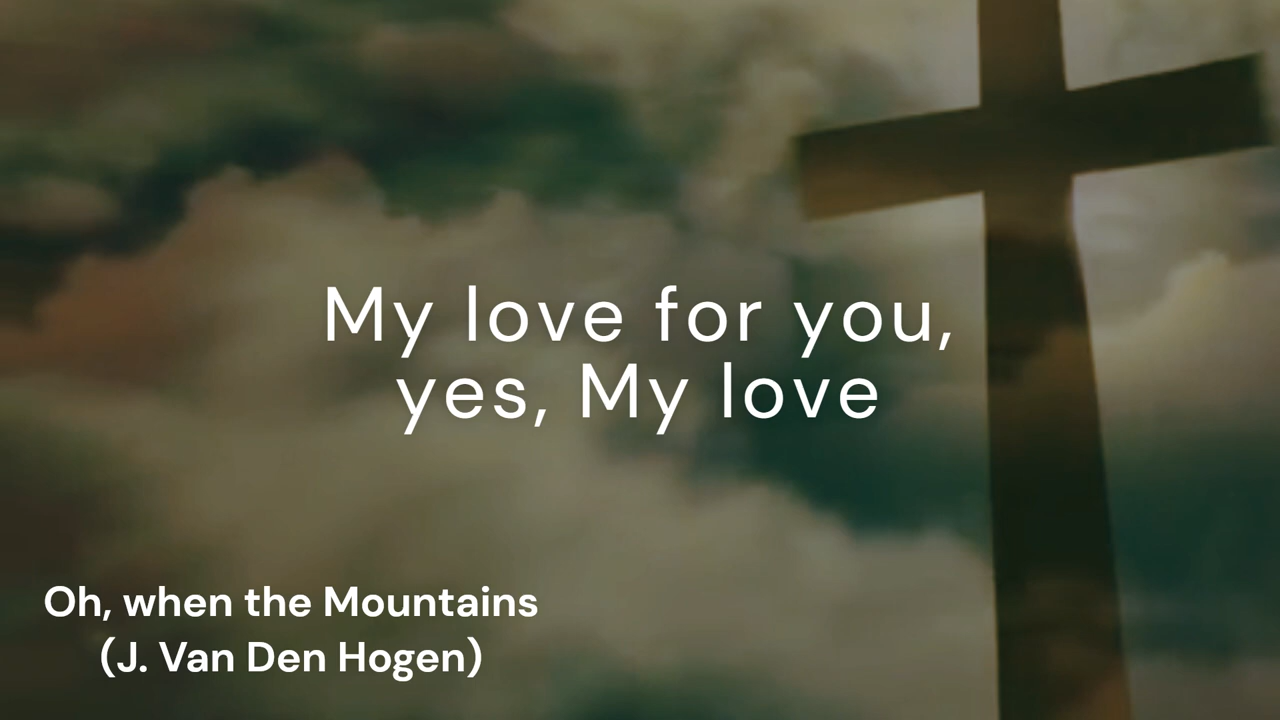 My love for you,
yes, My love
Oh, when the Mountains
(J. Van Den Hogen)